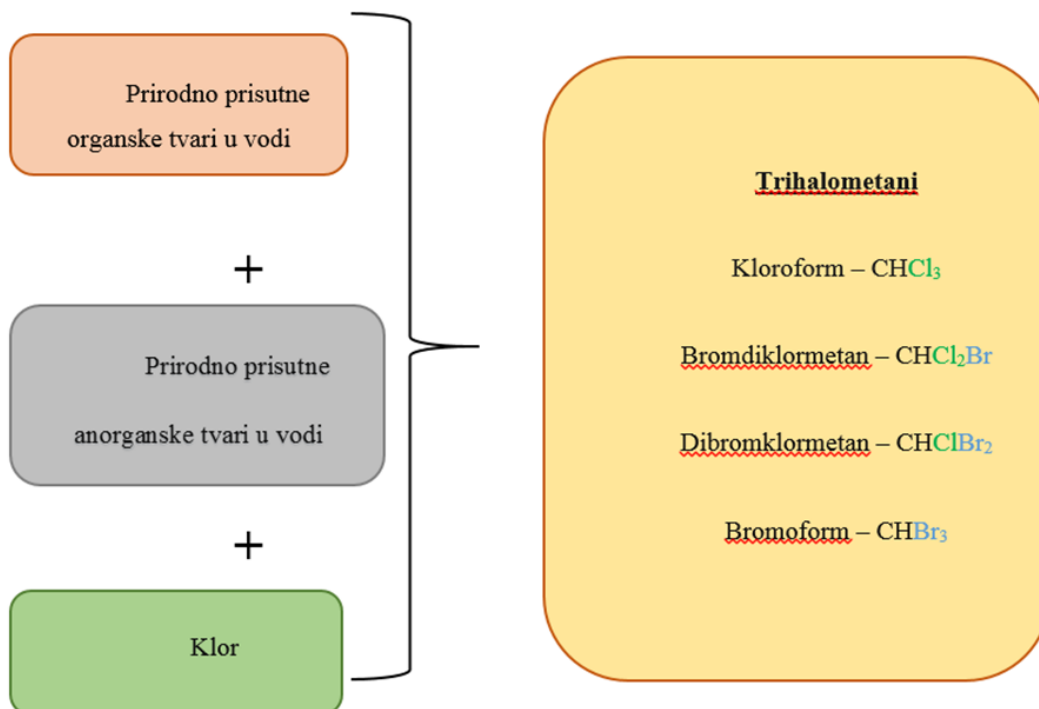 Prirodno prisutne
organske tvari u vodi
+
Prirodno prisutne
anorganske tvari u vodi
+
Klor
Trihalometani
Kloroform – CHCl₃
Bromdiklormetan – CHCl₂Br
Dibromklormetan – CHClBr₂
Bromoform – CHBr₃